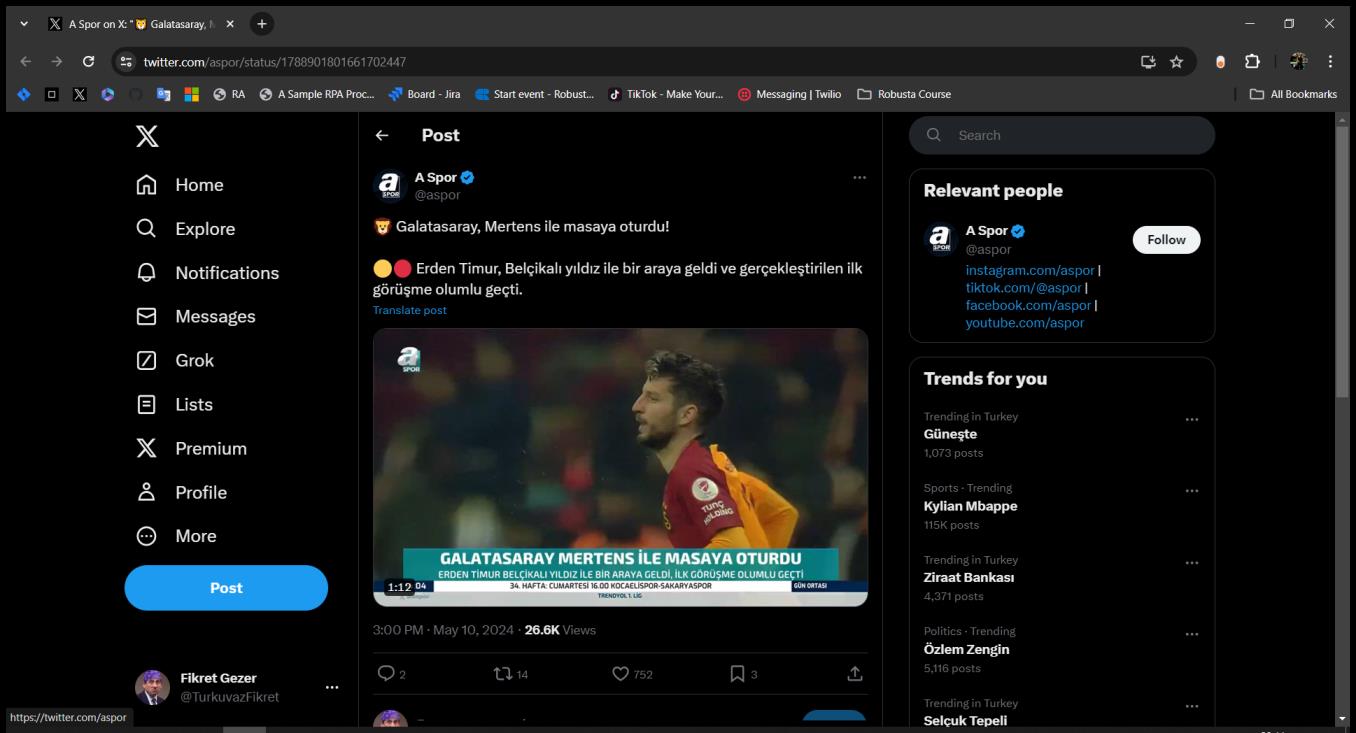 A Spor on X: "🦁 Galatasaray, M
twitter.com/aspor/status/1788901801661702447
RA
A Sample RPA Proc...
Board - Jira
Start event - Robust...
TikTok - Make Your...
Messaging | Twilio
Robusta Course
All Bookmarks
Home
Explore
Notifications
Messages
Grok
Lists
Premium
Profile
More
Post
Fikret Gezer
@TurkuvazFikret
https://twitter.com/aspor
Post
A Spor
@aspor
🦁 Galatasaray, Mertens ile masaya oturdu!
🟡🔴 Erden Timur, Belçikalı yıldız ile bir araya geldi ve gerçekleştirilen ilk
görüşme olumlu geçti.
Translate post
a
SPOR
TUNÇ
HOLDİNG
GALATASARAY MERTENS İLE MASAYA OTURDU
ERDEN TİMUR BELÇİKALI YILDIZ İLE BİR ARAYA GELDİ, İLK GÖRÜŞME OLUMLU GEÇTİ
1:12
04
34. HAFTA: CUMARTESİ 16.00 KOCAELİSPOR-SAKARYASPOR
GÜN ORTASI
TRENDYOL 1. LİG
3:00 PM · May 10, 2024 · 26.6K Views
2
14
752
3
Search
Relevant people
A Spor
@aspor
Follow
instagram.com/aspor |
tiktok.com/@aspor |
facebook.com/aspor |
youtube.com/aspor
Trends for you
Trending in Turkey
Güneşte
1,073 posts
Sports · Trending
Kylian Mbappe
115K posts
Trending in Turkey
Ziraat Bankası
4,371 posts
Politics · Trending
Özlem Zengin
5,116 posts
Trending in Turkey
Selçuk Tepeli